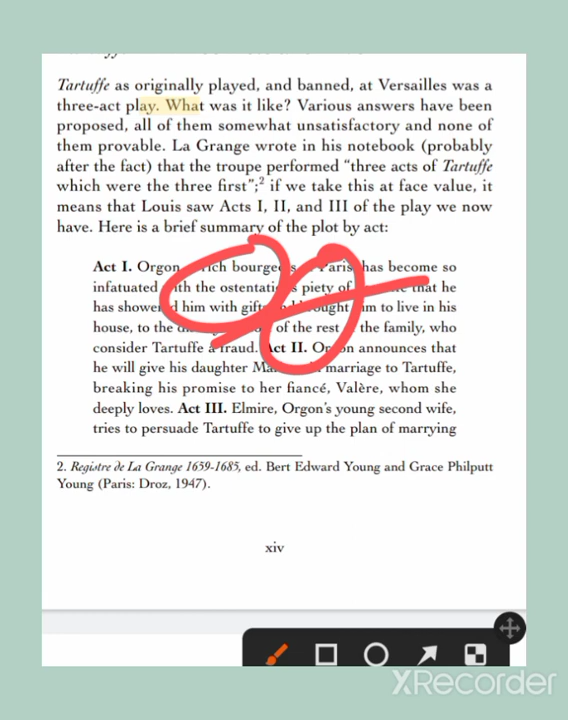 Tartuffe as originally played, and banned, at Versailles was a
three-act play. What was it like? Various answers have been
proposed, all of them somewhat unsatisfactory and none of
them provable. La Grange wrote in his notebook (probably
after the fact) that the troupe performed “three acts of Tartuffe
which were the three first”;2 if we take this at face value, it
means that Louis saw Acts I, II, and III of the play we now
have. Here is a brief summary of the plot by act:
Act I. Orgon, rich bourgeois Paris has become so
infatuated with the ostentatious piety of that he
has showered him with gifts and brought him to live in his
house, to the of the rest the family, who
consider Tartuffe a fraud. Act II. Orgon announces that
he will give his daughter marriage to Tartuffe,
breaking his promise to her fiancé, Valère, whom she
deeply loves. Act III. Elmire, Orgon’s young second wife,
tries to persuade Tartuffe to give up the plan of marrying
2. Registre de La Grange 1659-1685, ed. Bert Edward Young and Grace Philputt
Young (Paris: Droz, 1947).
xiv
XRecorder